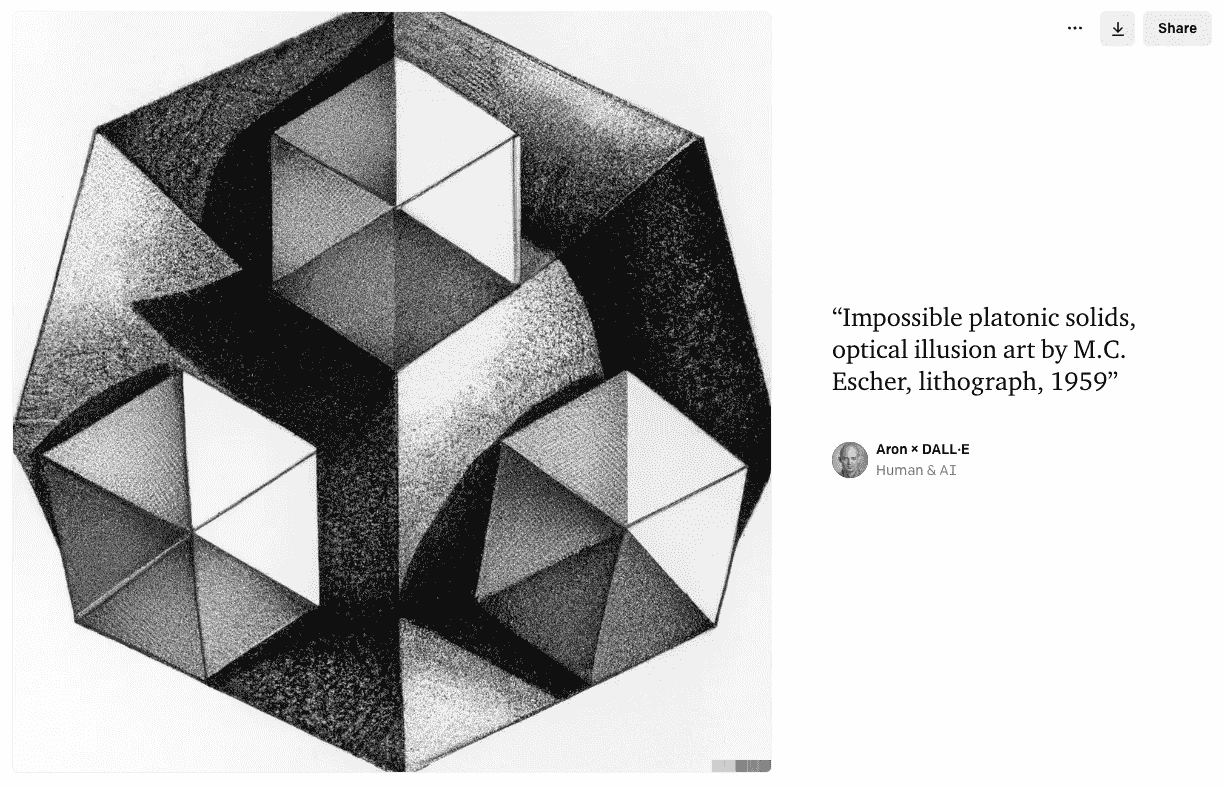 Share
“Impossible platonic solids,
optical illusion art by M.C.
Escher, lithograph, 1959”
Aron × DALL·E
Human & AI